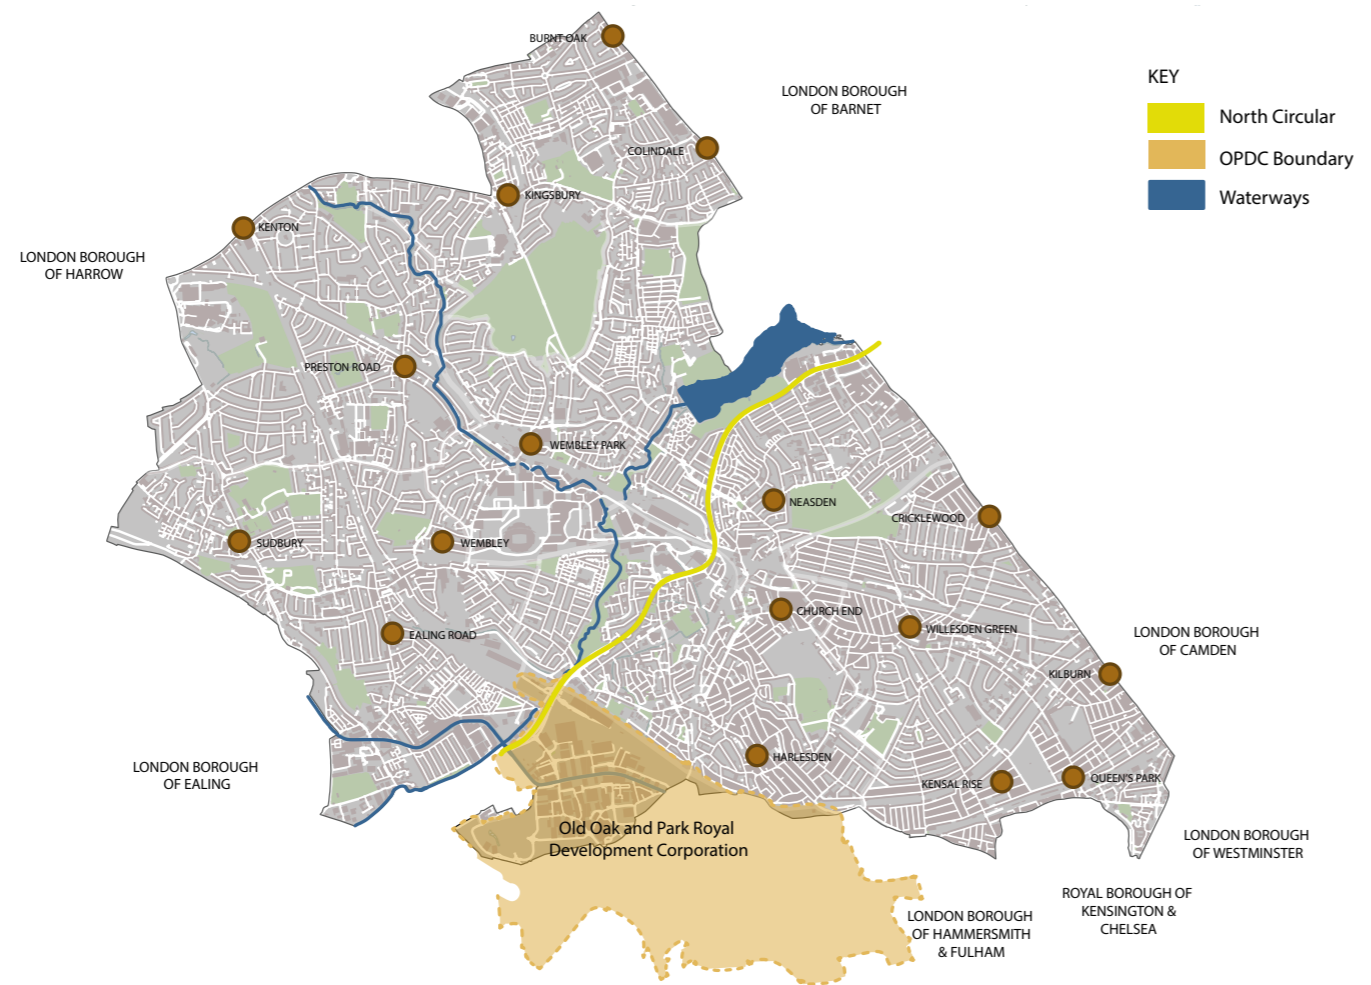 BURNT OAK
LONDON BOROUGH
OF BARNET
KEY
North Circular
OPDC Boundary
Waterways
COLINDALE
KINGSBURY
KENTON
LONDON BOROUGH
OF HARROW
PRESTON ROAD
WEMBLEY PARK
NEASDEN
CRICKLEWOOD
SUDBURY
WEMBLEY
CHURCH END
WILLESDEN GREEN
EALING ROAD
LONDON BOROUGH
OF CAMDEN
KILBURN
HARLESDEN
KENSAL RISE
QUEEN'S PARK
LONDON BOROUGH
OF EALING
Old Oak and Park Royal
Development Corporation
LONDON BOROUGH
OF WESTMINSTER
ROYAL BOROUGH OF
KENSINGTON &
CHELSEA
LONDON BOROUGH
OF HAMMERSMITH
& FULHAM